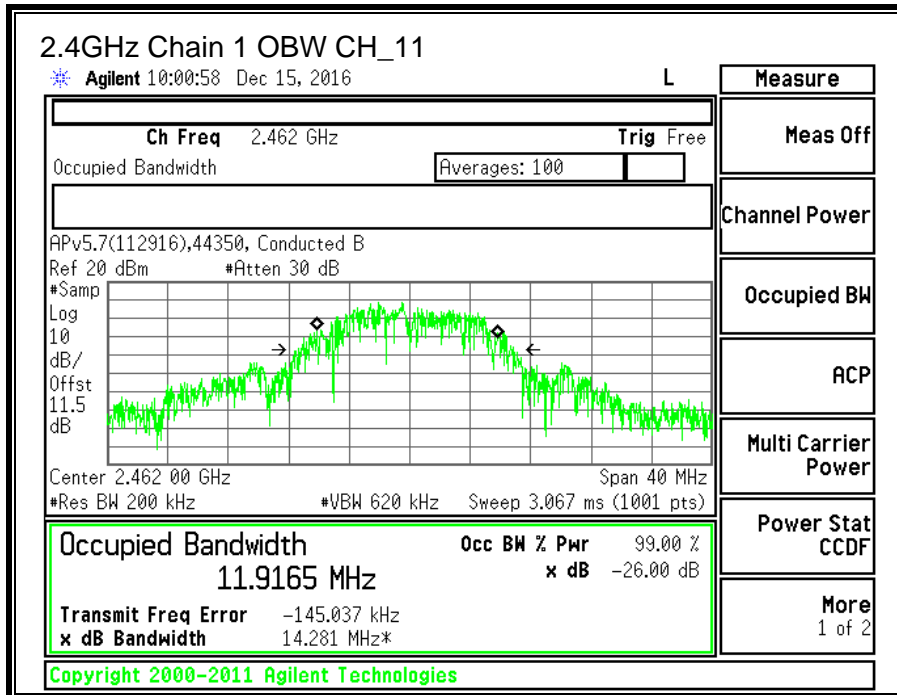 2.4GHz Chain 1 OBW CH_11
Agilent 10:00:58 Dec 15, 2016 L
Measure
Ch Freq 2.462 GHz Trig Free
Meas Off
Occupied Bandwidth Averages: 100
Channel Power
APv5.7(112916),44350, Conducted B
Ref 20 dBm #Atten 30 dB
#Samp
Log
10
dB/
Offst
11.5
dB
Occupied BW
ACP
Multi Carrier
Power
Center 2.462 00 GHz Span 40 MHz
#Res BW 200 kHz #VBW 620 kHz Sweep 3.067 ms (1001 pts)
Power Stat
CCDF
Occupied Bandwidth Occ BW % Pwr 99.00 %
11.9165 MHz x dB -26.00 dB
Transmit Freq Error -145.037 kHz
x dB Bandwidth 14.281 MHz*
More
1 of 2
Copyright 2000-2011 Agilent Technologies